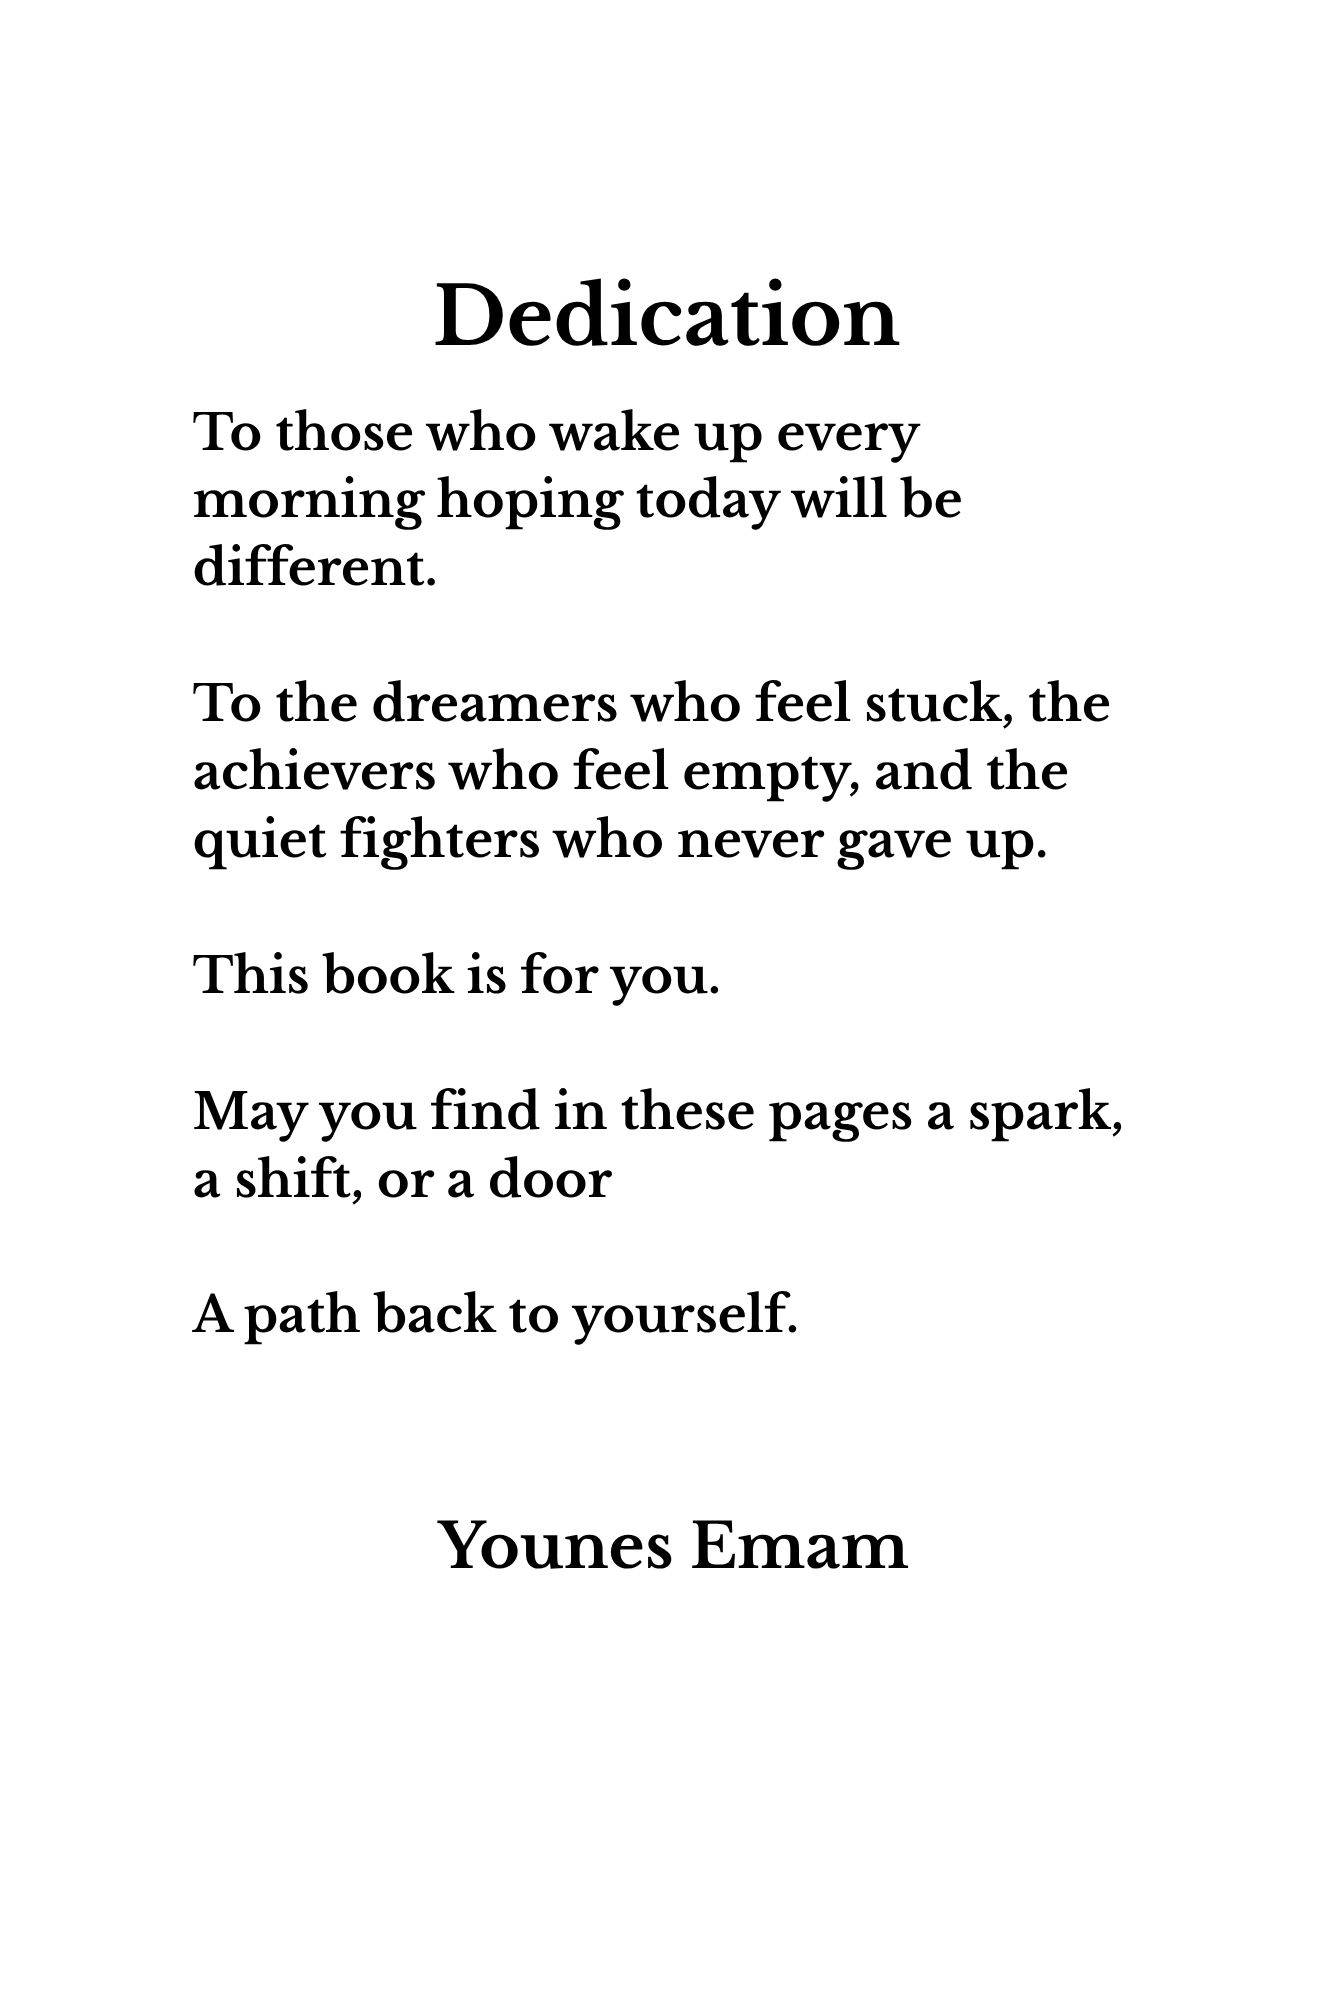 Dedication
To those who wake up every
morning hoping today will be
different.
To the dreamers who feel stuck, the
achievers who feel empty, and the
quiet fighters who never gave up.
This book is for you.
May you find in these pages a spark,
a shift, or a door
A path back to yourself.
Younes Emam